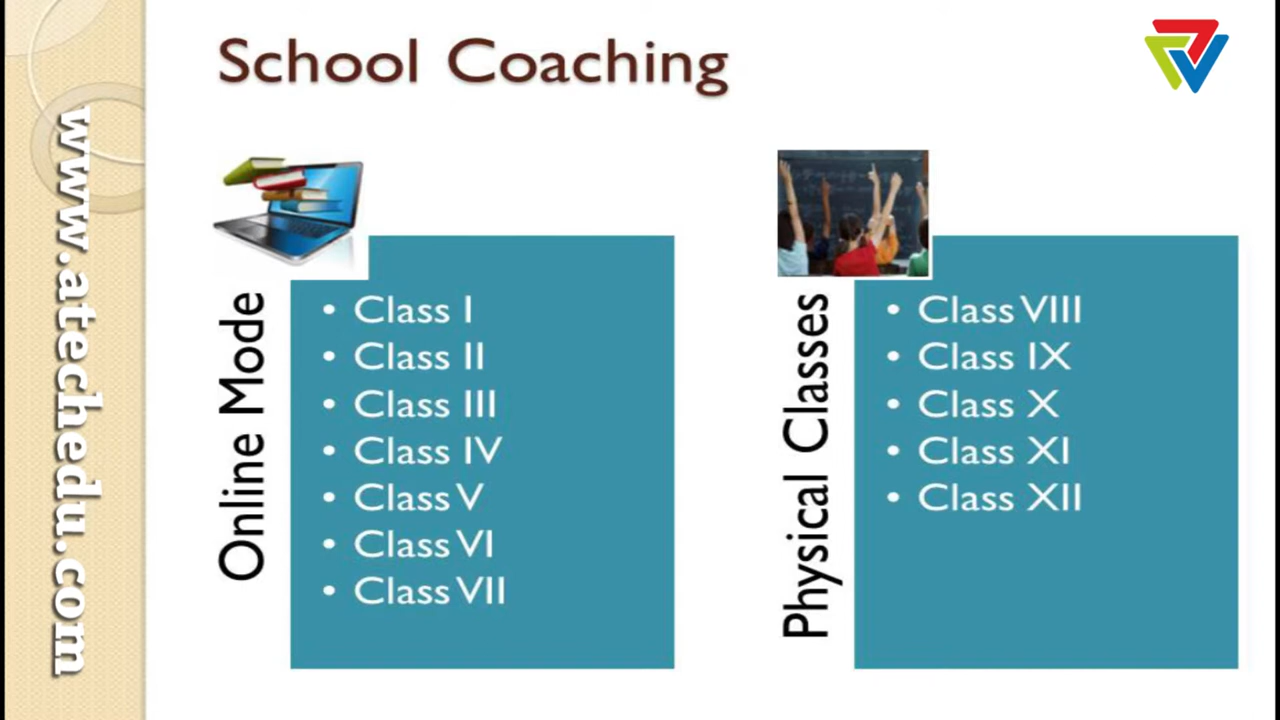 School Coaching
www.atechedu.com
Online Mode
Class I
Class II
Class III
Class IV
Class V
Class VI
Class VII
Physical Classes
Class VIII
Class IX
Class X
Class XI
Class XII